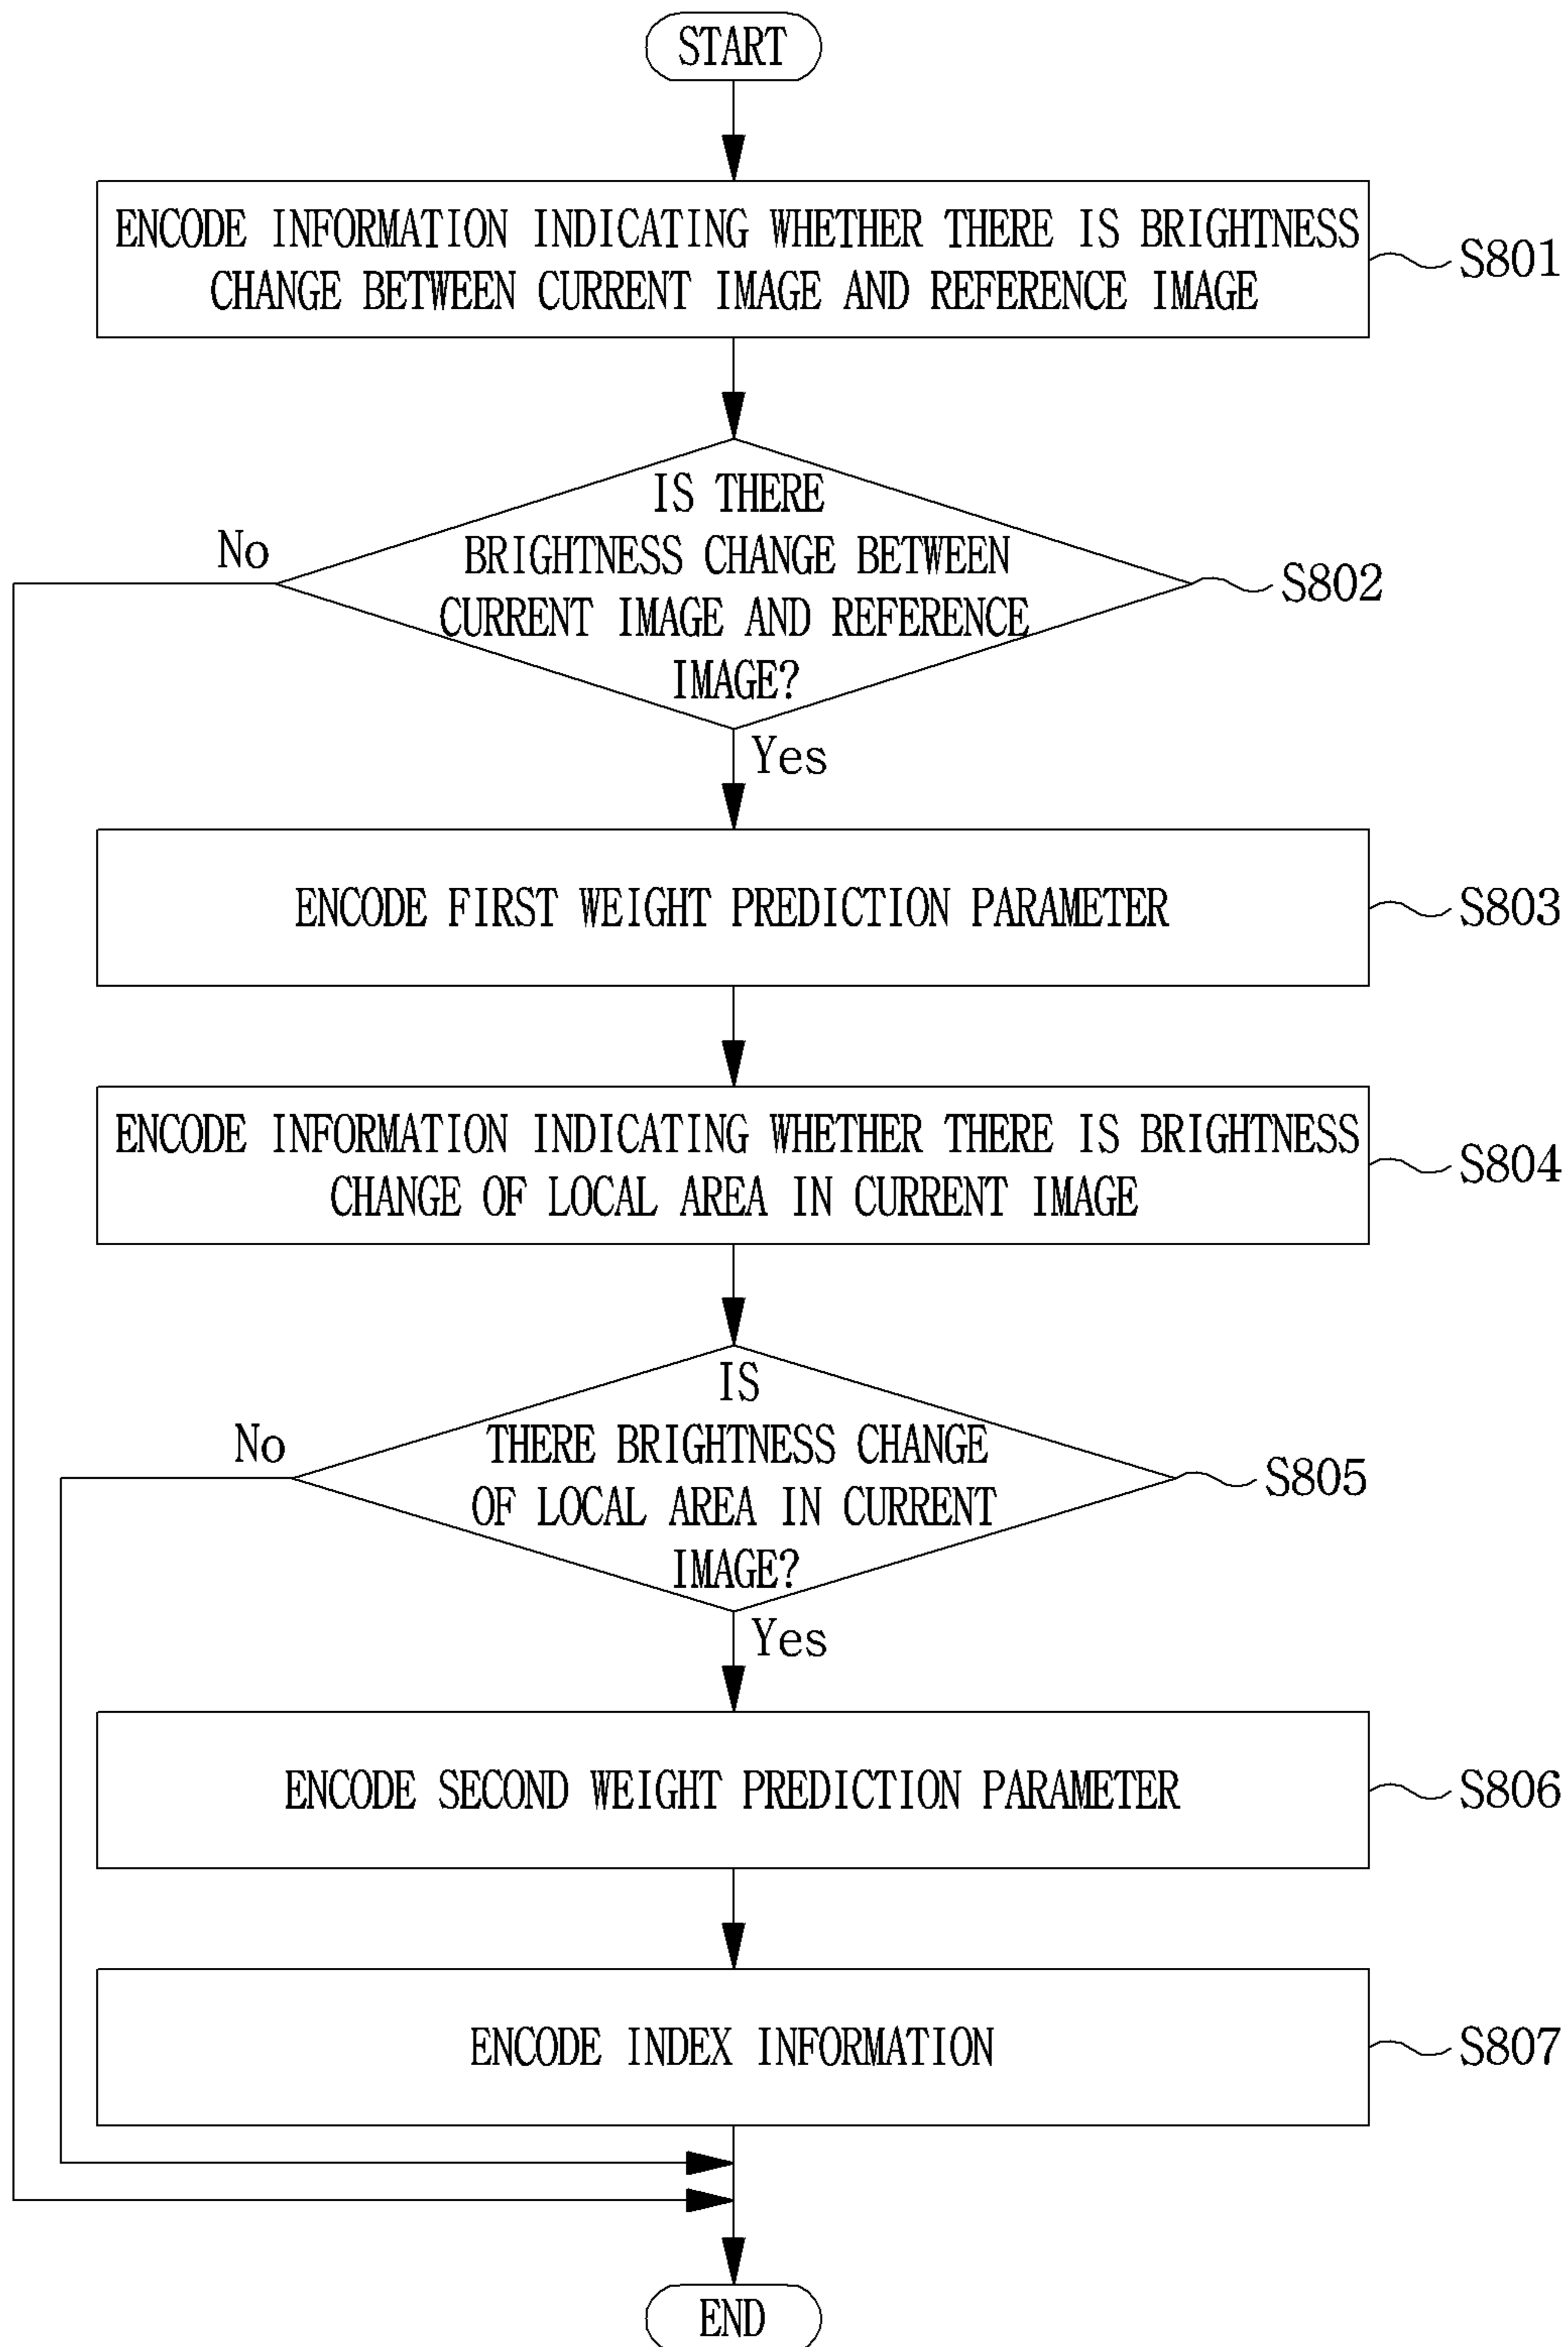 START
ENCODE INFORMATION INDICATING WHETHER THERE IS BRIGHTNESS
CHANGE BETWEEN CURRENT IMAGE AND REFERENCE IMAGE
S801
IS THERE
BRIGHTNESS CHANGE BETWEEN
CURRENT IMAGE AND REFERENCE
IMAGE?
No
S802
Yes
ENCODE FIRST WEIGHT PREDICTION PARAMETER
S803
ENCODE INFORMATION INDICATING WHETHER THERE IS BRIGHTNESS
CHANGE OF LOCAL AREA IN CURRENT IMAGE
S804
IS
THERE BRIGHTNESS CHANGE
OF LOCAL AREA IN CURRENT
IMAGE?
No
S805
Yes
ENCODE SECOND WEIGHT PREDICTION PARAMETER
S806
ENCODE INDEX INFORMATION
S807
END